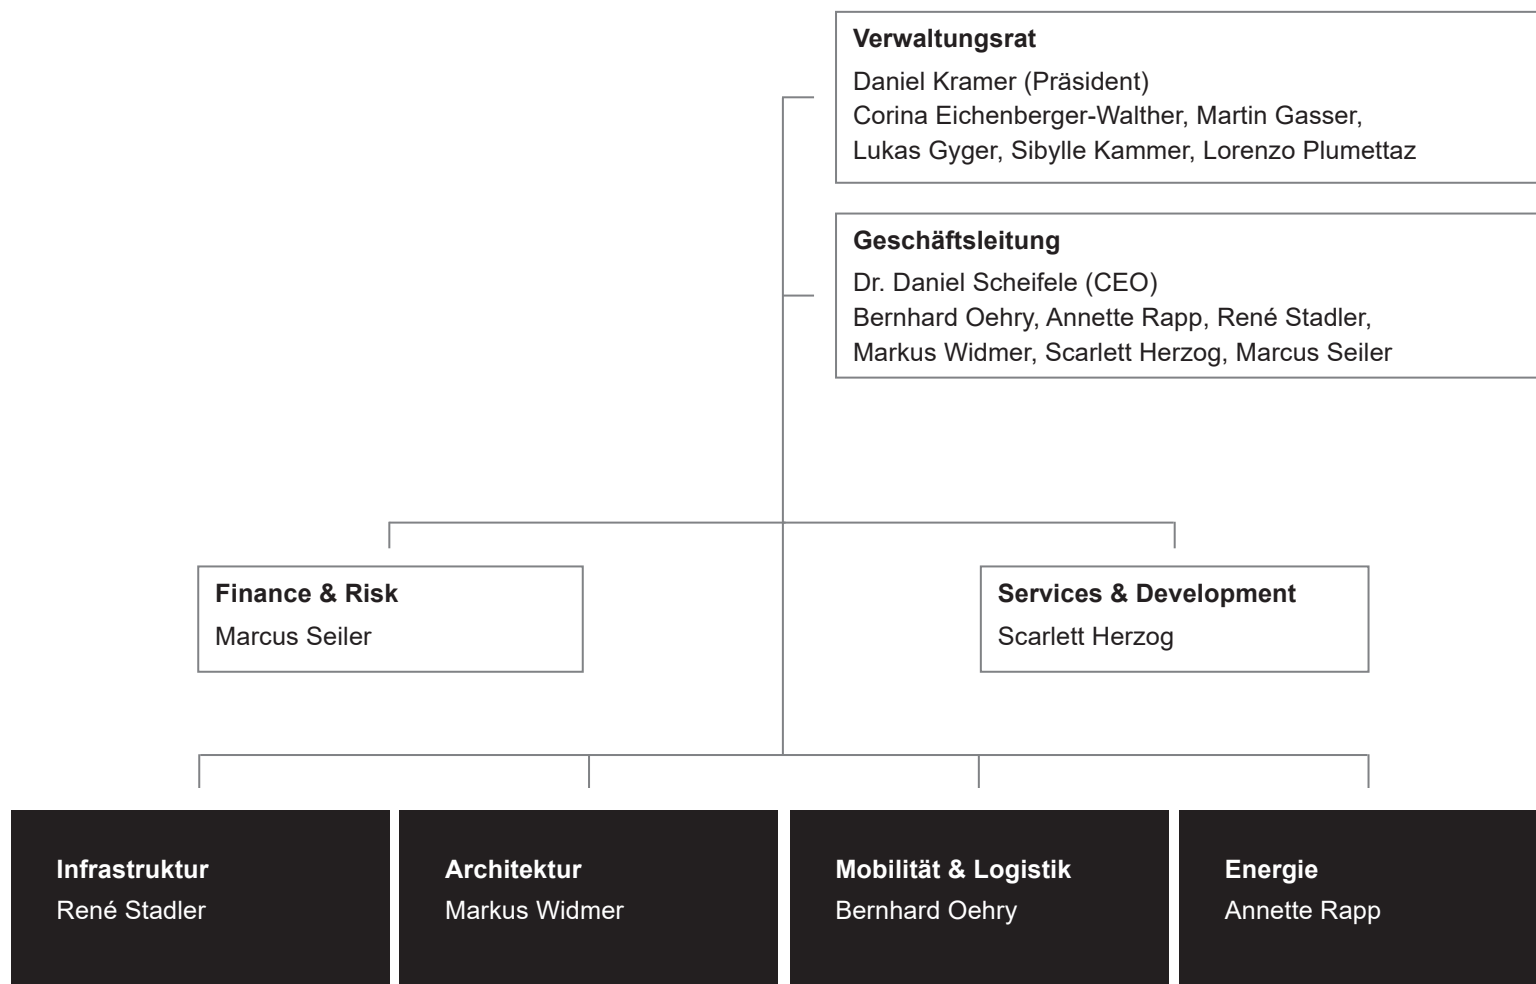 Verwaltungsrat
Daniel Kramer (Präsident)
Corina Eichenberger-Walther, Martin Gasser,
Lukas Gyger, Sibylle Kammer, Lorenzo Plumettaz
Geschäftsleitung
Dr. Daniel Scheifele (CEO)
Bernhard Oehry, Annette Rapp, René Stadler,
Markus Widmer, Scarlett Herzog, Marcus Seiler
Finance & Risk
Marcus Seiler
Services & Development
Scarlett Herzog
Infrastruktur
René Stadler
Architektur
Markus Widmer
Mobilität & Logistik
Bernhard Oehry
Energie
Annette Rapp